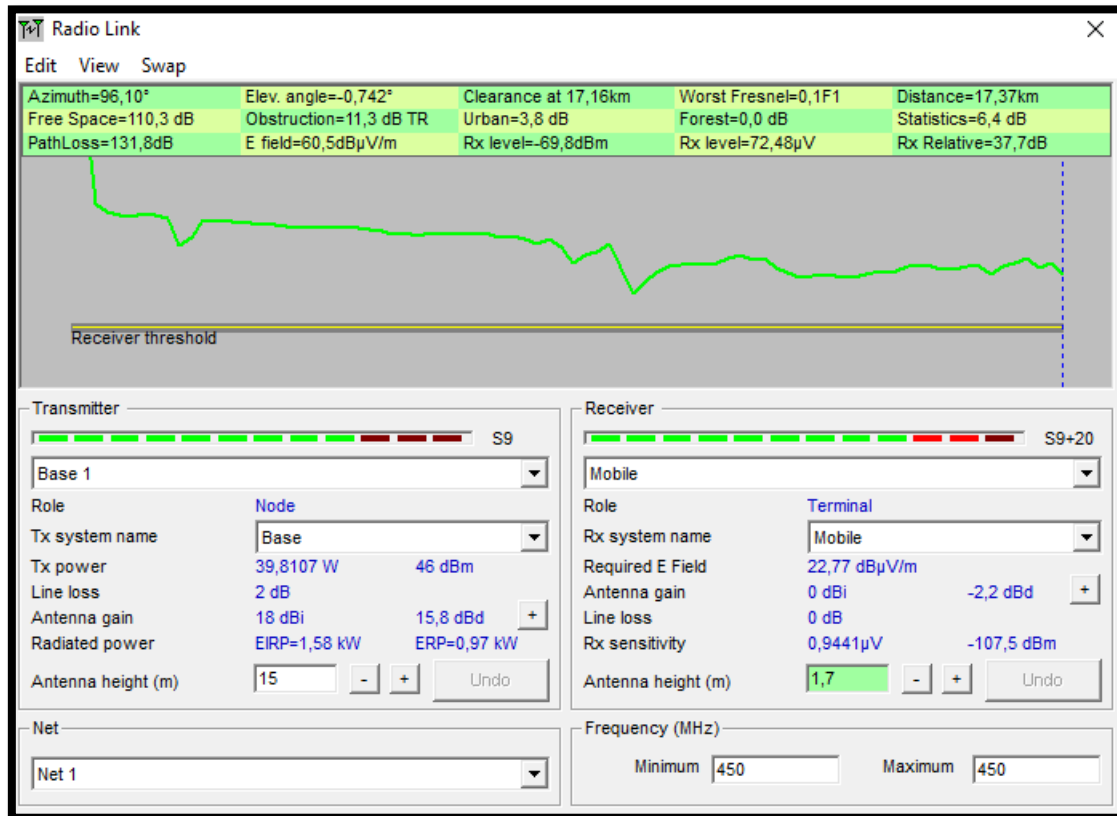 Radio Link
Edit View Swap
Azimuth=96,10° Elev. angle=-0,742° Clearance at 17,16km Worst Fresnel=0,1F1 Distance=17,37km
Free Space=110,3 dB Obstruction=11,3 dB TR Urban=3,8 dB Forest=0,0 dB Statistics=6,4 dB
PathLoss=131,8dB E field=60,5dBµV/m Rx level=-69,8dBm Rx level=72,48µV Rx Relative=37,7dB
Receiver threshold
Transmitter
S9
Base 1
Role Node
Tx system name Base
Tx power 39,8107 W 46 dBm
Line loss 2 dB
Antenna gain 18 dBi 15,8 dBd +
Radiated power EIRP=1,58 kW ERP=0,97 kW
Antenna height (m) 15 - + Undo
Receiver
S9+20
Mobile
Role Terminal
Rx system name Mobile
Required E Field 22,77 dBµV/m
Antenna gain 0 dBi -2,2 dBd +
Line loss 0 dB
Rx sensitivity 0,9441µV -107,5 dBm
Antenna height (m) 1,7 - + Undo
Net
Net 1
Frequency (MHz)
Minimum 450 Maximum 450